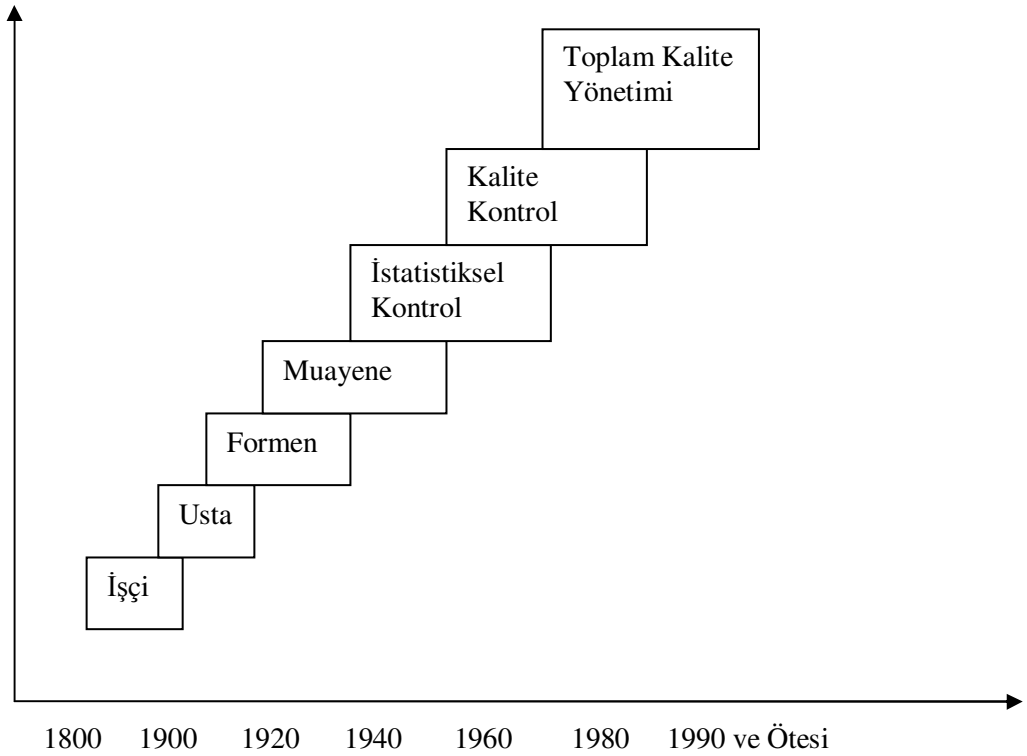 Toplam Kalite
Yönetimi
Kalite
Kontrol
İstatistiksel
Kontrol
Muayene
Formen
Usta
İşçi
1800 1900 1920 1940 1960 1980 1990 ve Ötesi